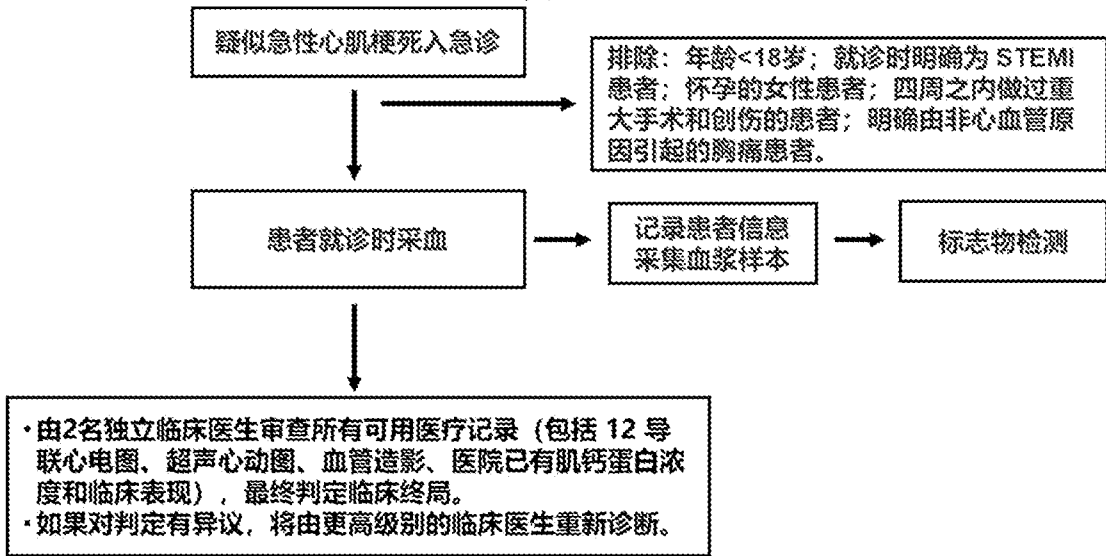 疑似急性心肌梗死入急诊
排除：年龄<18岁；就诊时明确为 STEMI
患者；怀孕的女性患者；四周之内做过重
大手术和创伤的患者；明确由非心血管原
因引起的胸痛患者。
患者就诊时采血
记录患者信息
采集血浆样本
标志物检测
·由2名独立临床医生审查所有可用医疗记录（包括 12 导
联心电图、超声心动图、血管造影、医院已有肌钙蛋白浓
度和临床表现），最终判定临床终局。
·如果对判定有异议，将由更高级别的临床医生重新诊断。